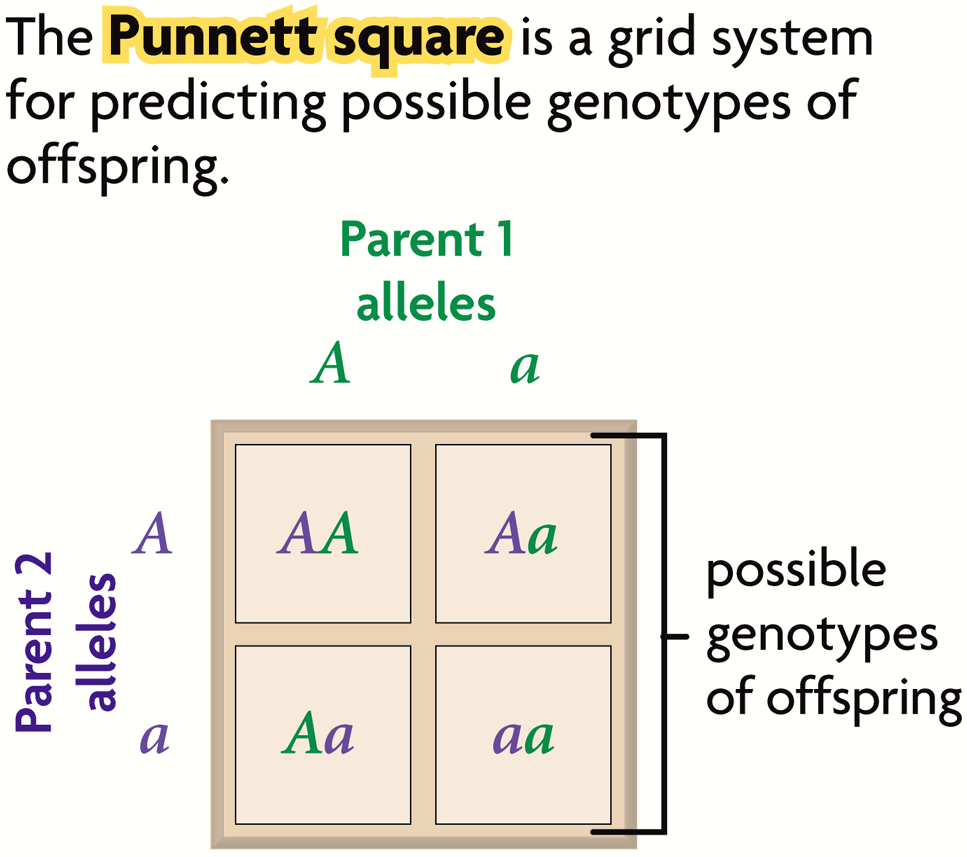 The Punnett square is a grid system
for predicting possible genotypes of
offspring.
Parent 1
alleles
A a
Parent 2
alleles
A
a
AA Aa
Aa aa
possible
genotypes
of offspring